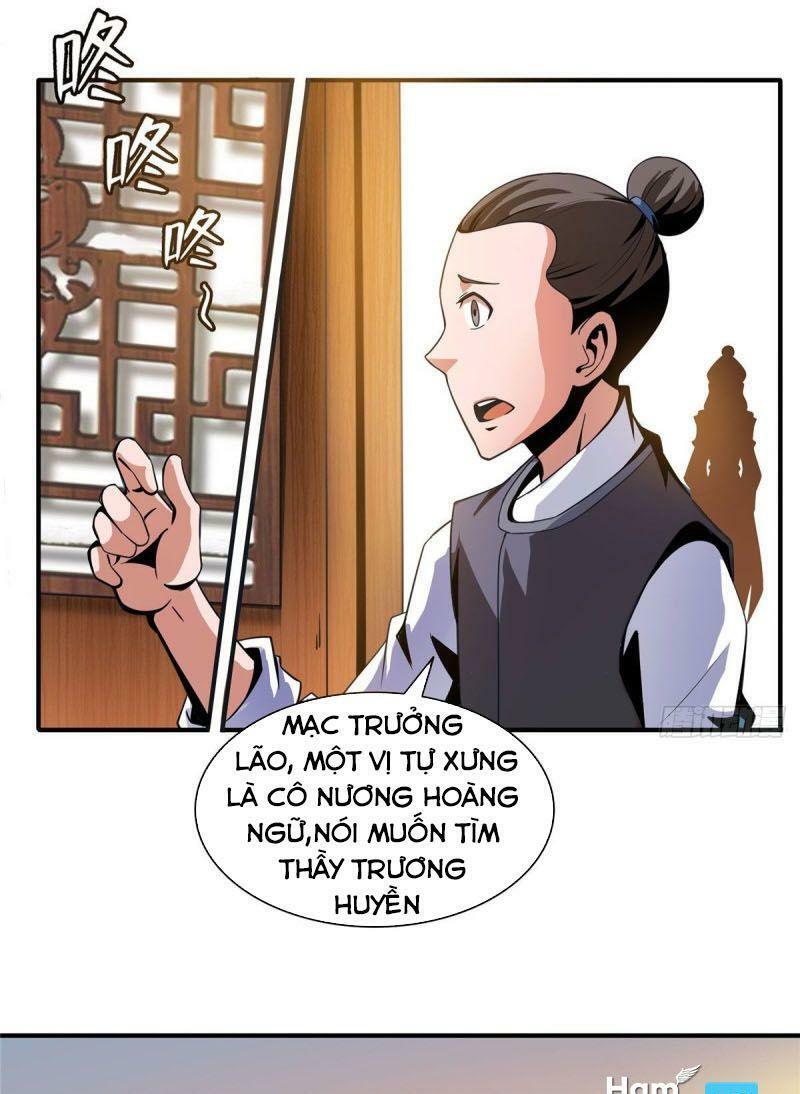 咚
咚
咚~
MẠC TRƯỞNG
LÃO, MỘT VỊ TỰ XƯNG
LÀ CÔ NƯƠNG HOÀNG
NGỮ,NÓI MUỐN TÌM
THẦY TRƯƠNG
HUYỀN
Ham